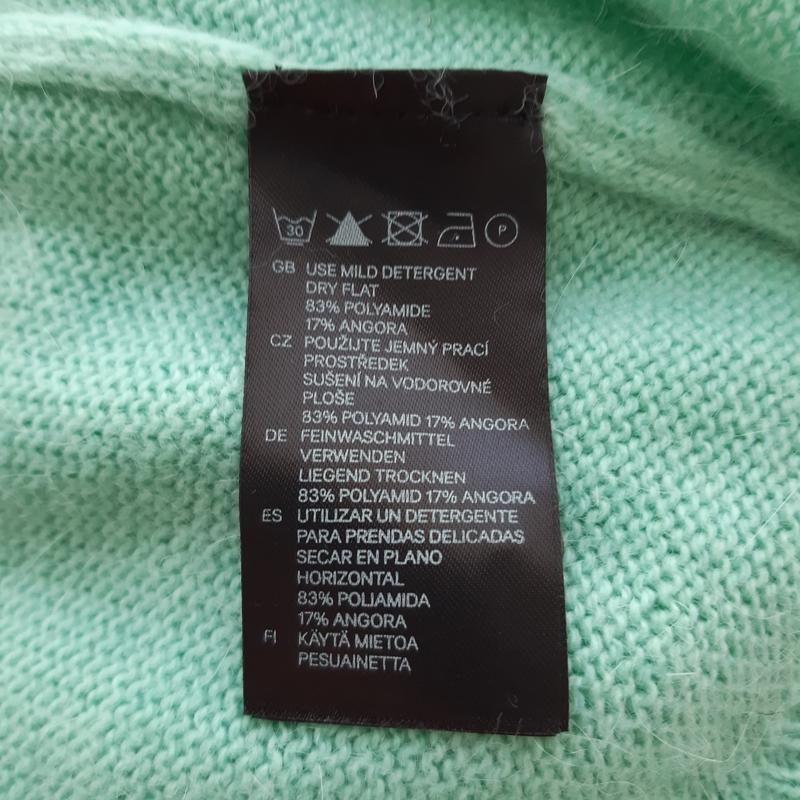 30 P
GB USE MILD DETERGENT
DRY FLAT
83% POLYAMIDE
17% ANGORA
CZ POUŽIJTE JEMNÝ PRACÍ
PROSTŘEDEK
SUŠENÍ NA VODOROVNÉ
PLOŠE
83% POLYAMID 17% ANGORA
DE FEINWASCHMITTEL
VERWENDEN
LIEGEND TROCKNEN
83% POLYAMID 17% ANGORA
ES UTILIZAR UN DETERGENTE
PARA PRENDAS DELICADAS
SECAR EN PLANO
HORIZONTAL
83% POLIAMIDA
17% ANGORA
FI KÄYTÄ MIETOA
PESUAINETTA